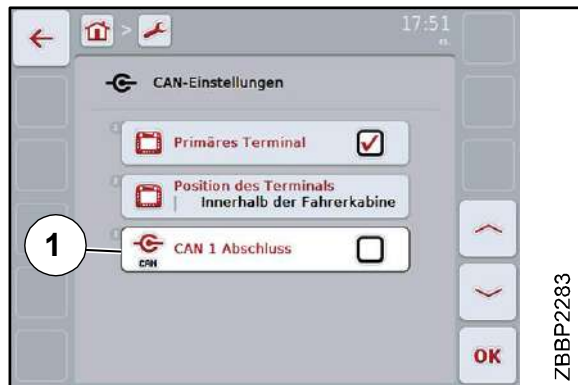 17:51
CAN-Einstellungen
Primäres Terminal
Position des Terminals
Innerhalb der Fahrerkabine
1
CAN 1 Abschluss
CAN
OK
ZBBP2283